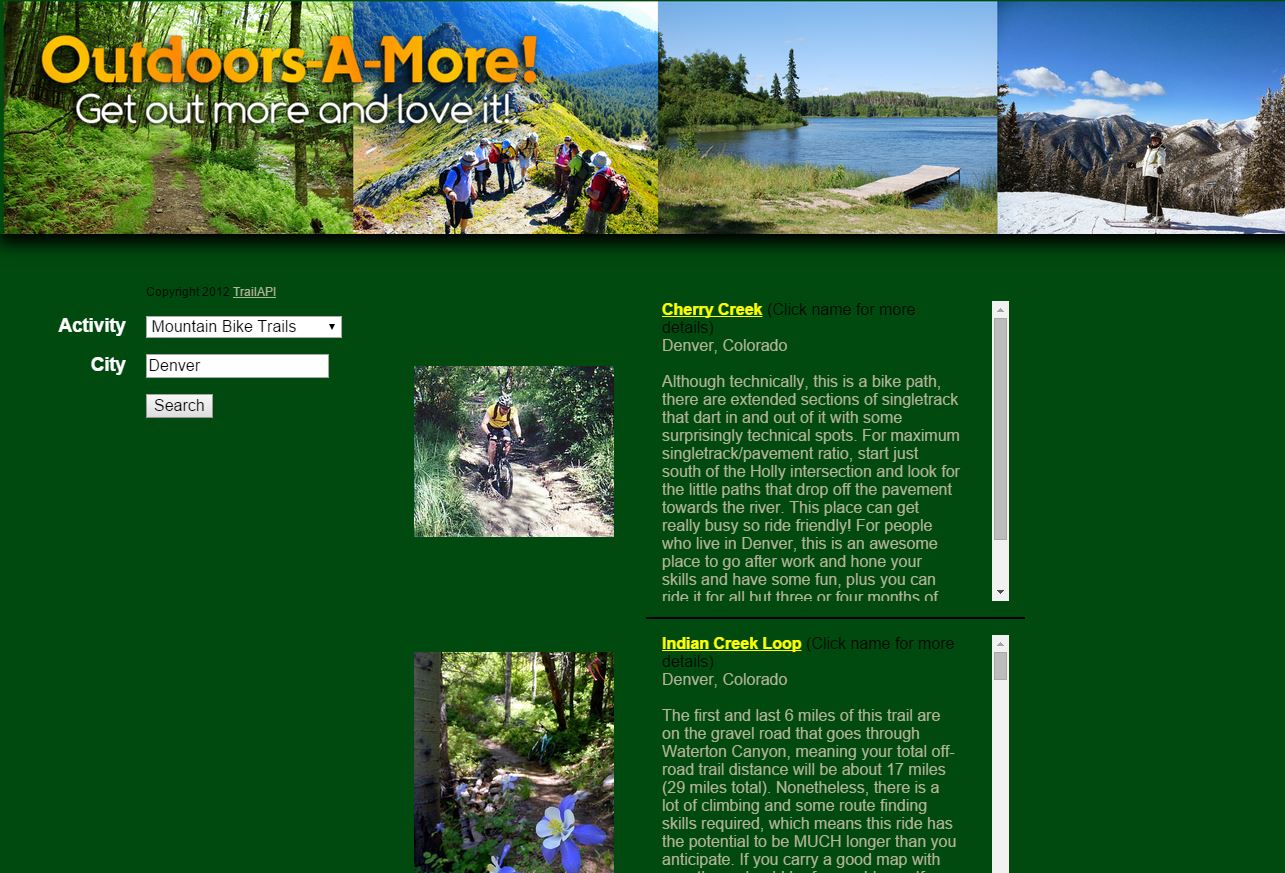 Outdoors-A-More!
Get out more and love it!
Copyright 2012 TrailAPI
Activity
Mountain Bike Trails
City
Denver
Search
Cherry Creek (Click name for more
details)
Denver, Colorado
Although technically, this is a bike path,
there are extended sections of singletrack
that dart in and out of it with some
surprisingly technical spots. For maximum
singletrack/pavement ratio, start just
south of the Holly intersection and look for
the little paths that drop off the pavement
towards the river. This place can get
really busy so ride friendly! For people
who live in Denver, this is an awesome
place to go after work and hone your
skills and have some fun, plus you can
ride it for all but three or four months of
Indian Creek Loop (Click name for more
details)
Denver, Colorado
The first and last 6 miles of this trail are
on the gravel road that goes through
Waterton Canyon, meaning your total off-
road trail distance will be about 17 miles
(29 miles total). Nonetheless, there is a
lot of climbing and some route finding
skills required, which means this ride has
the potential to be MUCH longer than you
anticipate. If you carry a good map with